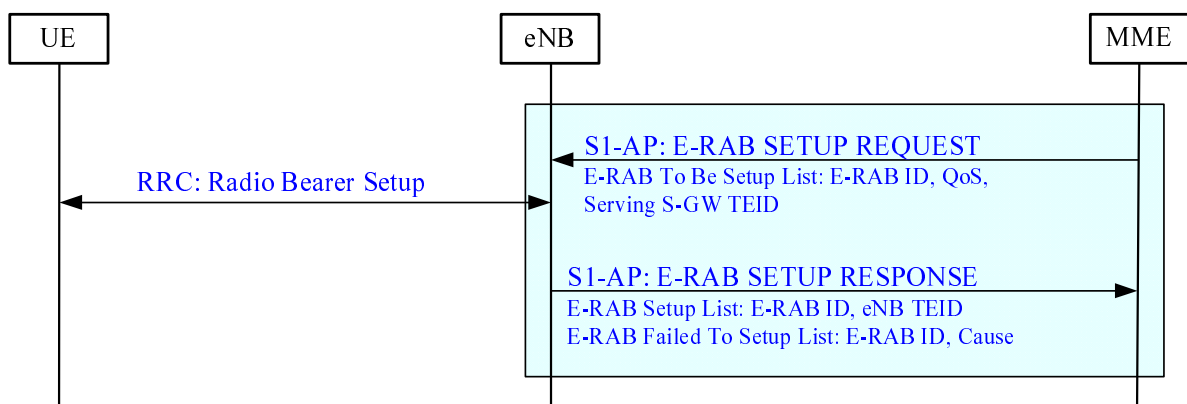 UE
eNB
MME
S1-AP: E-RAB SETUP REQUEST
E-RAB To Be Setup List: E-RAB ID, QoS,
Serving S-GW TEID
RRC: Radio Bearer Setup
S1-AP: E-RAB SETUP RESPONSE
E-RAB Setup List: E-RAB ID, eNB TEID
E-RAB Failed To Setup List: E-RAB ID, Cause